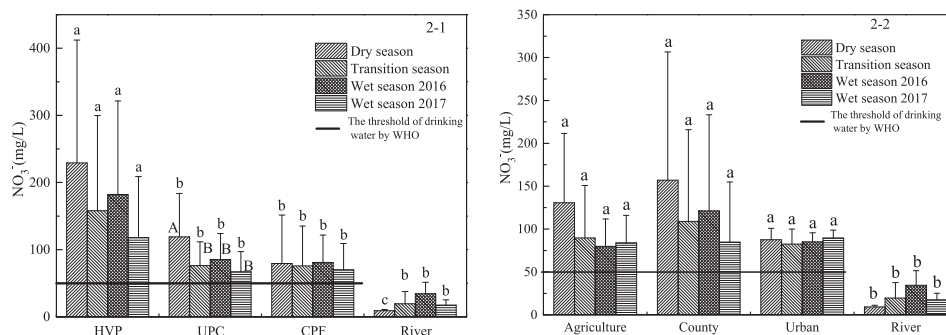 2-1
400
300
200
100
0
NO₃⁻(mg/L)
Dry season
Transition season
Wet season 2016
Wet season 2017
The threshold of drinking
water by WHO
a a a a
b b b b
A B B B
b b b b
c b b b
HVP UPC CPF River
2-2
350
300
250
200
150
100
50
0
NO₃⁻(mg/L)
Dry season
Transition season
Wet season 2016
Wet season 2017
The threshold of drinking
water by WHO
a a a a
a a a a
a a a a
b b b b
Agriculture County Urban River